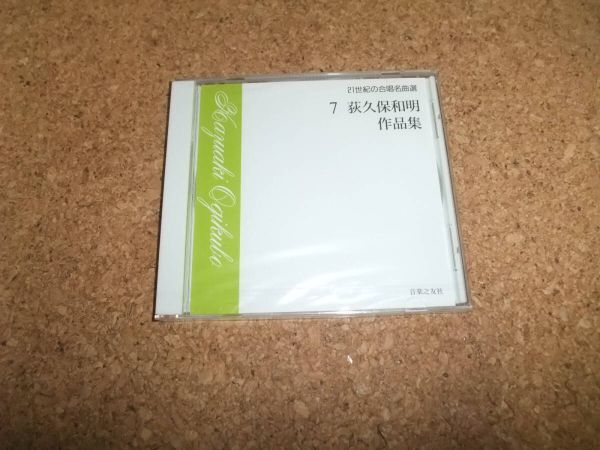 21世紀の合唱名曲選
7 荻久保和明
作品集
Kazuaki Ogikubo
音楽之友社